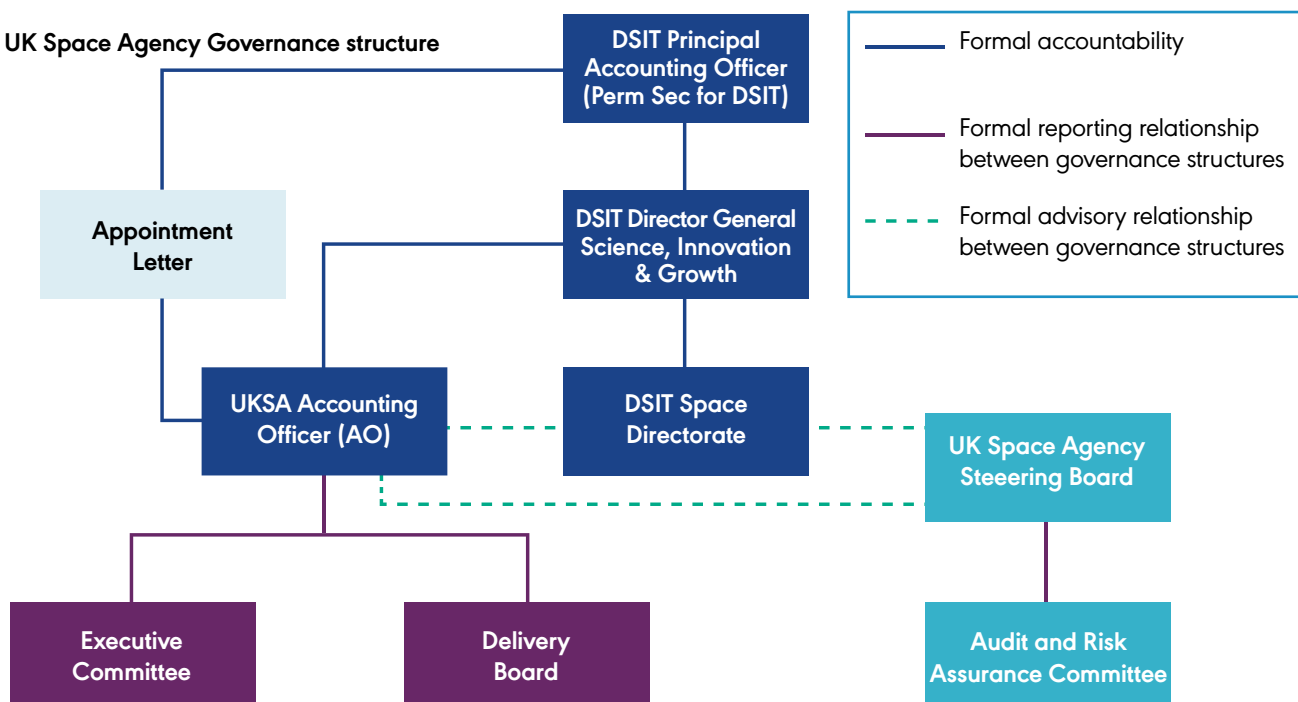 UK Space Agency Governance structure
DSIT Principal
Accounting Officer
(Perm Sec for DSIT)
Formal accountability
Formal reporting relationship
between governance structures
Formal advisory relationship
between governance structures
Appointment
Letter
DSIT Director General
Science, Innovation
& Growth
UKSA Accounting
Officer (AO)
DSIT Space
Directorate
UK Space Agency
Steeering Board
Executive
Committee
Delivery
Board
Audit and Risk
Assurance Committee